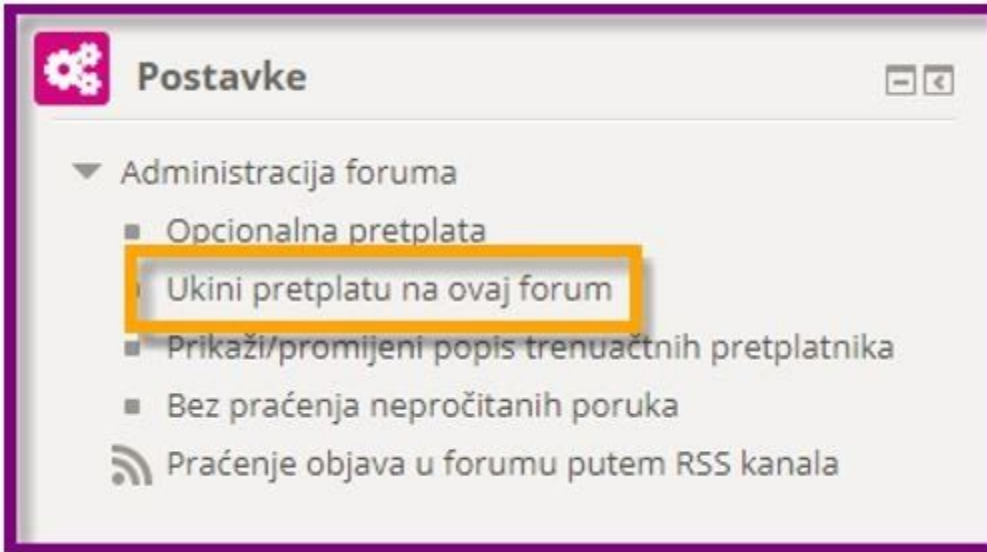 Postavke
Administracija foruma
Opcionalna pretplata
Ukini pretplatu na ovaj forum
Prikaži/promijeni popis trenuačtnih pretplatnika
Bez praćenja nepročitanih poruka
Praćenje objava u forumu putem RSS kanala